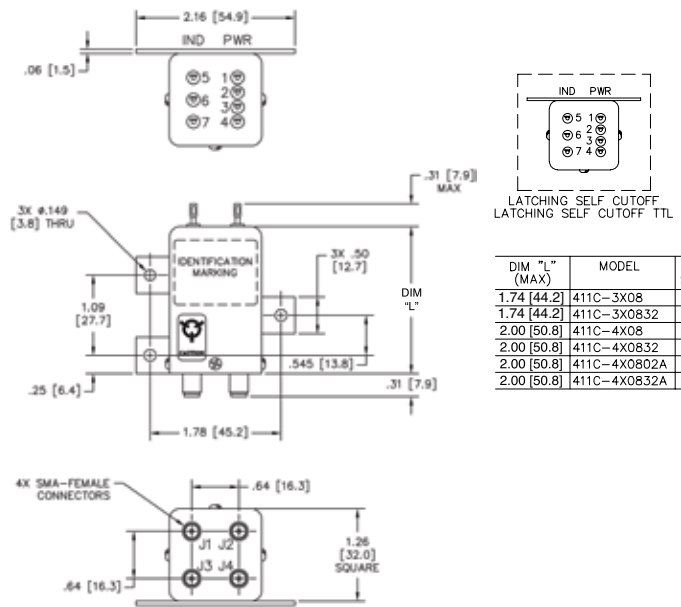 2.16 [54.9]
IND PWR
.06 [1.5]
5 1
2
6
3
7 4
IND PWR
5 1
2
6
3
7 4
LATCHING SELF CUTOFF
LATCHING SELF CUTOFF TTL
.31 [7.9]
MAX
3X ø.149
[3.8] THRU
IDENTIFICATION
MARKING
3X .50
[12.7]
1.09
[27.7]
DIM
"L"
CAUTION
.545 [13.8]
.25 [6.4]
.31 [7.9]
1.78 [45.2]
DIM "L"
(MAX)
MODEL
1.74 [44.2] 411C-3X08
1.74 [44.2] 411C-3X0832
2.00 [50.8] 411C-4X08
2.00 [50.8] 411C-4X0832
2.00 [50.8] 411C-4X0802A
2.00 [50.8] 411C-4X0832A
4X SMA-FEMALE
CONNECTORS
.64 [16.3]
J1 J2
J3 J4
.64 [16.3]
1.26
[32.0]
SQUARE